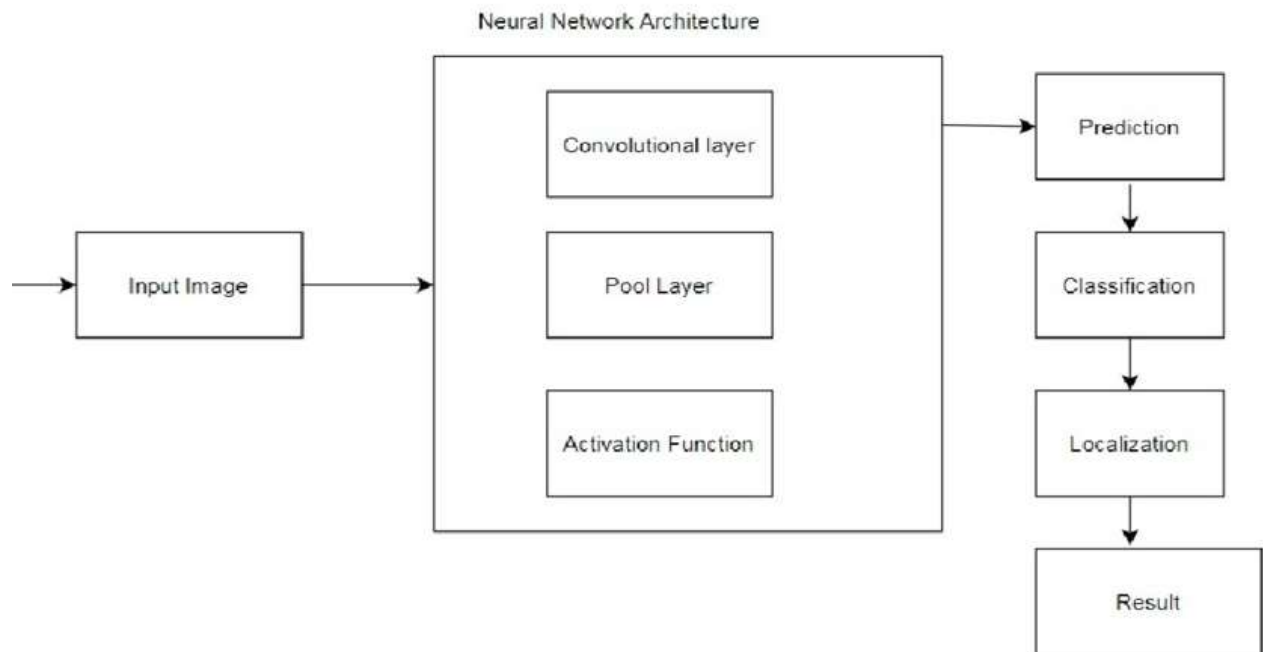 Neural Network Architecture
Convolutional layer
Pool Layer
Activation Function
Input Image
Prediction
Classification
Localization
Result